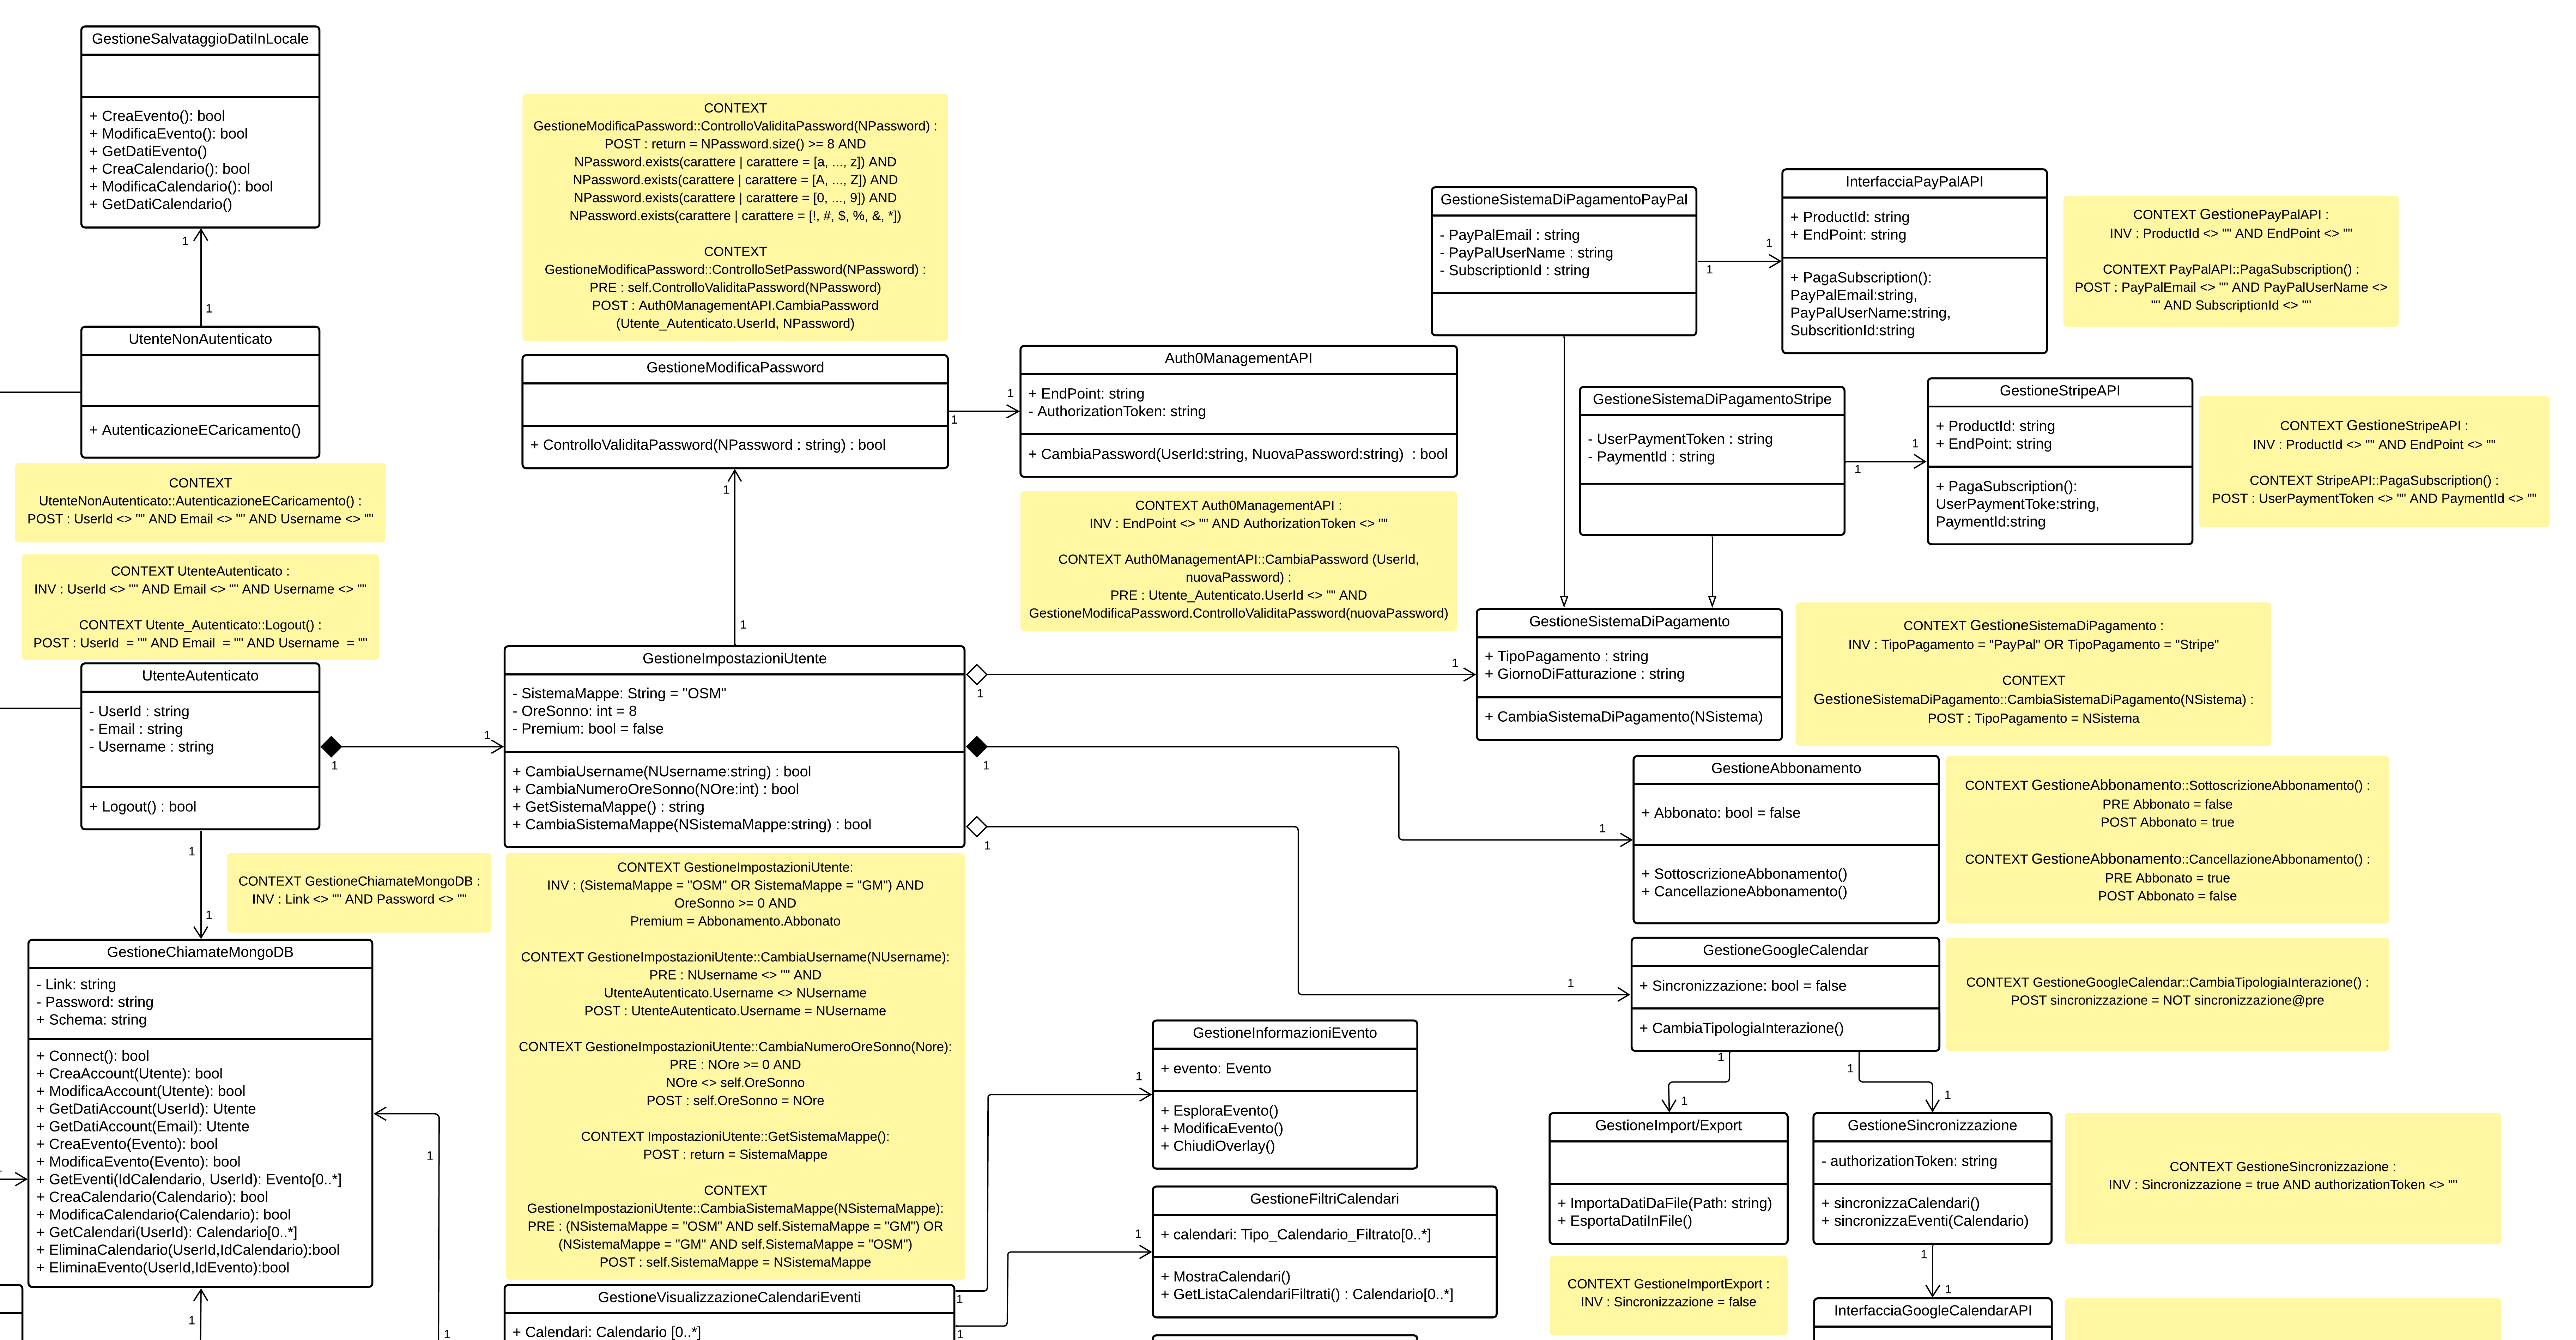 GestioneSalvataggioDatiInLocale
+ CreaEvento(): bool
+ ModificaEvento(): bool
+ GetDatiEvento()
+ CreaCalendario(): bool
+ ModificaCalendario(): bool
+ GetDatiCalendario()
1
1
UtenteNonAutenticato
+ AutenticazioneECaricamento()
CONTEXT
UtenteNonAutenticato::AutenticazioneECaricamento() :
POST : UserId <> "" AND Email <> "" AND Username <> ""
CONTEXT UtenteAutenticato :
INV : UserId <> "" AND Email <> "" AND Username <> ""
CONTEXT Utente_Autenticato::Logout() :
POST : UserId  = "" AND Email  = "" AND Username  = ""
UtenteAutenticato
- UserId : string
- Email : string
- Username : string
+ Logout() : bool
1
1
1
1
CONTEXT GestioneChiamateMongoDB :
INV : Link <> "" AND Password <> ""
GestioneChiamateMongoDB
- Link: string
- Password: string
+ Schema: string
+ Connect(): bool
+ CreaAccount(Utente): bool
+ ModificaAccount(Utente): bool
+ GetDatiAccount(UserId): Utente
+ GetDatiAccount(Email): Utente
+ CreaEvento(Evento): bool
+ ModificaEvento(Evento): bool
+ GetEventi(IdCalendario, UserId): Evento[0..*]
+ CreaCalendario(Calendario): bool
+ ModificaCalendario(Calendario): bool
+ GetCalendari(UserId): Calendario[0..*]
+ EliminaCalendario(UserId,IdCalendario):bool
+ EliminaEvento(UserId,IdEvento):bool
1
1
1
CONTEXT
GestioneModificaPassword::ControlloValiditaPassword(NPassword) :
POST : return = NPassword.size() >= 8 AND
NPassword.exists(carattere | carattere = [a, ..., z]) AND
NPassword.exists(carattere | carattere = [A, ..., Z]) AND
NPassword.exists(carattere | carattere = [0, ..., 9]) AND
NPassword.exists(carattere | carattere = [!, #, $, %, &, *])
CONTEXT
GestioneModificaPassword::ControlloSetPassword(NPassword) :
PRE : self.ControlloValiditaPassword(NPassword)
POST : Auth0ManagementAPI.CambiaPassword
(Utente_Autenticato.UserId, NPassword)
GestioneModificaPassword
+ ControlloValiditaPassword(NPassword : string) : bool
1
1
1
1
Auth0ManagementAPI
+ EndPoint: string
- AuthorizationToken: string
+ CambiaPassword(UserId:string, NuovaPassword:string)  : bool
CONTEXT Auth0ManagementAPI :
INV : EndPoint <> "" AND AuthorizationToken <> ""
CONTEXT Auth0ManagementAPI::CambiaPassword (UserId,
nuovaPassword) :
PRE : Utente_Autenticato.UserId <> "" AND
GestioneModificaPassword.ControlloValiditaPassword(nuovaPassword)
GestioneImpostazioniUtente
- SistemaMappe: String = "OSM"
- OreSonno: int = 8
- Premium: bool = false
+ CambiaUsername(NUsername:string) : bool
+ CambiaNumeroOreSonno(NOre:int) : bool
+ GetSistemaMappe() : string
+ CambiaSistemaMappe(NSistemaMappe:string) : bool
1
1
1
CONTEXT GestioneImpostazioniUtente:
INV : (SistemaMappe = "OSM" OR SistemaMappe = "GM") AND
OreSonno >= 0 AND
Premium = Abbonamento.Abbonato
CONTEXT GestioneImpostazioniUtente::CambiaUsername(NUsername):
PRE : NUsername <> "" AND
UtenteAutenticato.Username <> NUsername
POST : UtenteAutenticato.Username = NUsername
CONTEXT GestioneImpostazioniUtente::CambiaNumeroOreSonno(Nore):
PRE : NOre >= 0 AND
NOre <> self.OreSonno
POST : self.OreSonno = NOre
CONTEXT ImpostazioniUtente::GetSistemaMappe():
POST : return = SistemaMappe
CONTEXT
GestioneImpostazioniUtente::CambiaSistemaMappe(NSistemaMappe):
PRE : (NSistemaMappe = "OSM" AND self.SistemaMappe = "GM") OR
(NSistemaMappe = "GM" AND self.SistemaMappe = "OSM")
POST : self.SistemaMappe = NSistemaMappe
GestioneVisualizzazioneCalendariEventi
+ Calendari: Calendario [0..*]
1
1
1
1
GestioneInformazioniEvento
+ evento: Evento
+ EsploraEvento()
+ ModificaEvento()
+ ChiudiOverlay()
GestioneFiltriCalendari
+ calendari: Tipo_Calendario_Filtrato[0..*]
+ MostraCalendari()
+ GetListaCalendariFiltrati() : Calendario[0..*]
GestioneSistemaDiPagamentoPayPal
- PayPalEmail : string
- PayPalUserName : string
- SubscriptionId : string
1
1
InterfacciaPayPalAPI
+ ProductId: string
+ EndPoint: string
+ PagaSubscription():
PayPalEmail:string,
PayPalUserName:string,
SubscritionId:string
CONTEXT GestionePayPalAPI :
INV : ProductId <> "" AND EndPoint <> ""
CONTEXT PayPalAPI::PagaSubscription() :
POST : PayPalEmail <> "" AND PayPalUserName <>
"" AND SubscriptionId <> ""
GestioneSistemaDiPagamentoStripe
- UserPaymentToken : string
- PaymentId : string
1
1
GestioneStripeAPI
+ ProductId: string
+ EndPoint: string
+ PagaSubscription():
UserPaymentToke:string,
PaymentId:string
CONTEXT GestioneStripeAPI :
INV : ProductId <> "" AND EndPoint <> ""
CONTEXT StripeAPI::PagaSubscription() :
POST : UserPaymentToken <> "" AND PaymentId <> ""
GestioneSistemaDiPagamento
+ TipoPagamento : string
+ GiornoDiFatturazione : string
+ CambiaSistemaDiPagamento(NSistema)
1
CONTEXT GestioneSistemaDiPagamento :
INV : TipoPagamento = "PayPal" OR TipoPagamento = "Stripe"
CONTEXT
GestioneSistemaDiPagamento::CambiaSistemaDiPagamento(NSistema) :
POST : TipoPagamento = NSistema
GestioneAbbonamento
+ Abbonato: bool = false
+ SottoscrizioneAbbonamento()
+ CancellazioneAbbonamento()
1
CONTEXT GestioneAbbonamento::SottoscrizioneAbbonamento() :
PRE Abbonato = false
POST Abbonato = true
CONTEXT GestioneAbbonamento::CancellazioneAbbonamento() :
PRE Abbonato = true
POST Abbonato = false
GestioneGoogleCalendar
+ Sincronizzazione: bool = false
+ CambiaTipologiaInterazione()
1
1
1
CONTEXT GestioneGoogleCalendar::CambiaTipologiaInterazione() :
POST sincronizzazione = NOT sincronizzazione@pre
1
1
GestioneImport/Export
+ ImportaDatiDaFile(Path: string)
+ EsportaDatiInFile()
CONTEXT GestioneImportExport :
INV : Sincronizzazione = false
GestioneSincronizzazione
- authorizationToken: string
+ sincronizzaCalendari()
+ sincronizzaEventi(Calendario)
CONTEXT GestioneSincronizzazione :
INV : Sincronizzazione = true AND authorizationToken <> ""
1
1
InterfacciaGoogleCalendarAPI